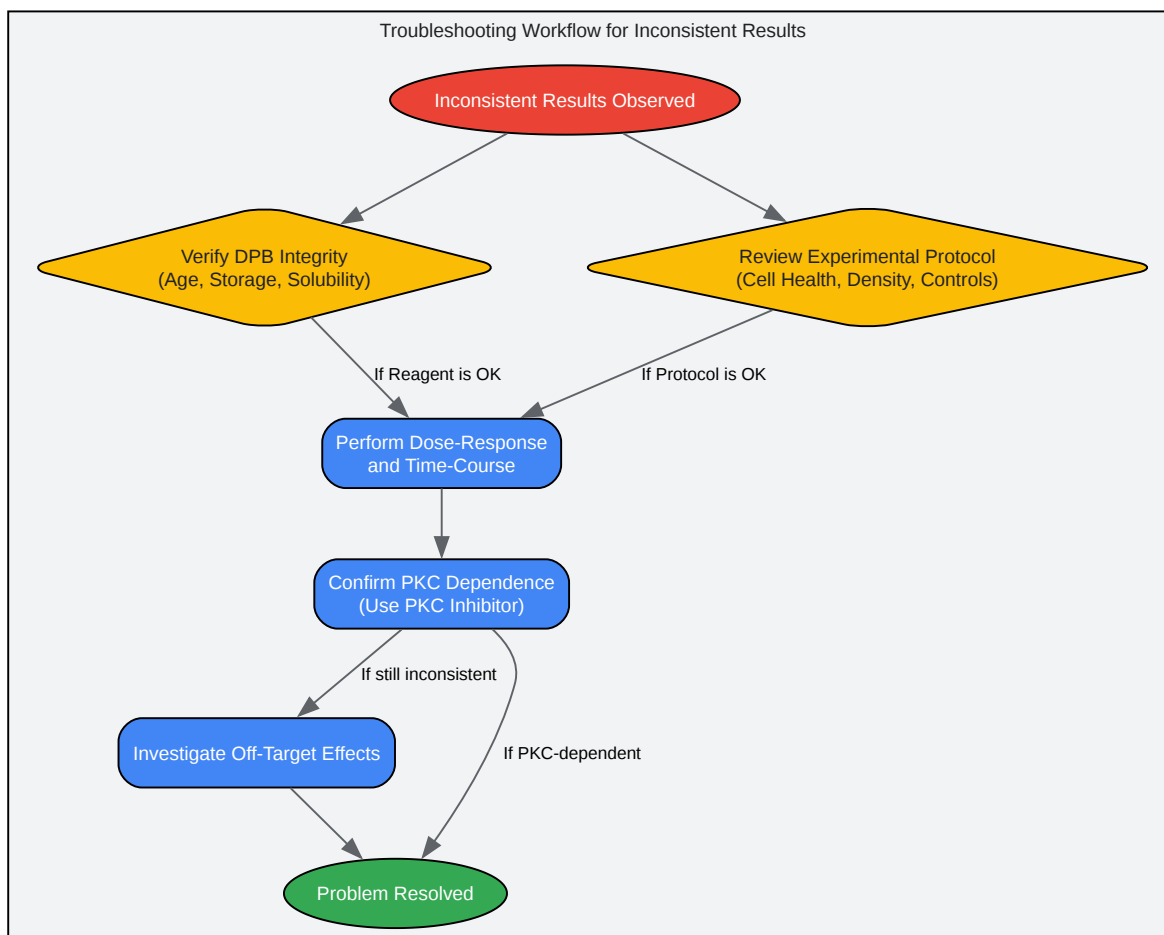 Troubleshooting Workflow for Inconsistent Results
Inconsistent Results Observed
Verify DPB Integrity
(Age, Storage, Solubility)
Review Experimental Protocol
(Cell Health, Density, Controls)
If Reagent is OK
If Protocol is OK
Perform Dose-Response
and Time-Course
Confirm PKC Dependence
(Use PKC Inhibitor)
If still inconsistent
Investigate Off-Target Effects
If PKC-dependent
Problem Resolved